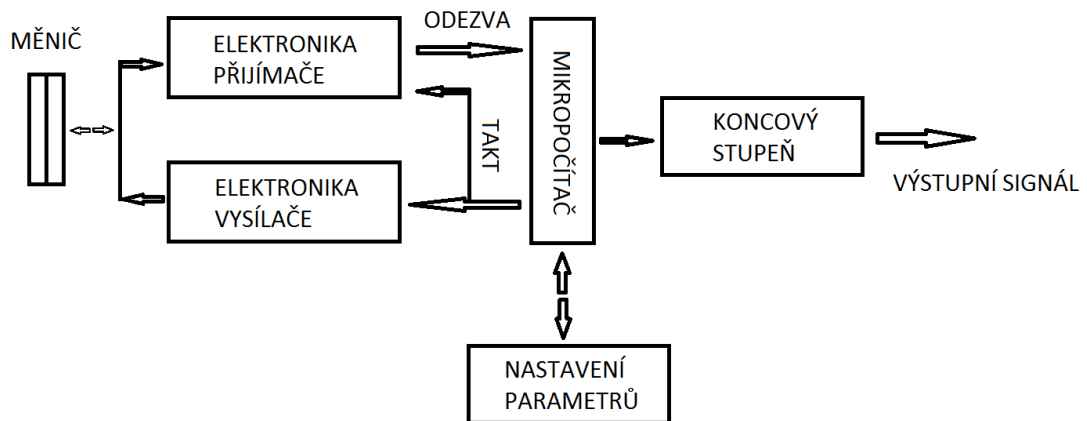 MĚNIČ
ELEKTRONIKA
PŘIJÍMAČE
ODEZVA
TAKT
ELEKTRONIKA
VYSÍLAČE
MIKROPOČÍTAČ
KONCOVÝ
STUPEŇ
VÝSTUPNÍ SIGNÁL
NASTAVENÍ
PARAMETRŮ